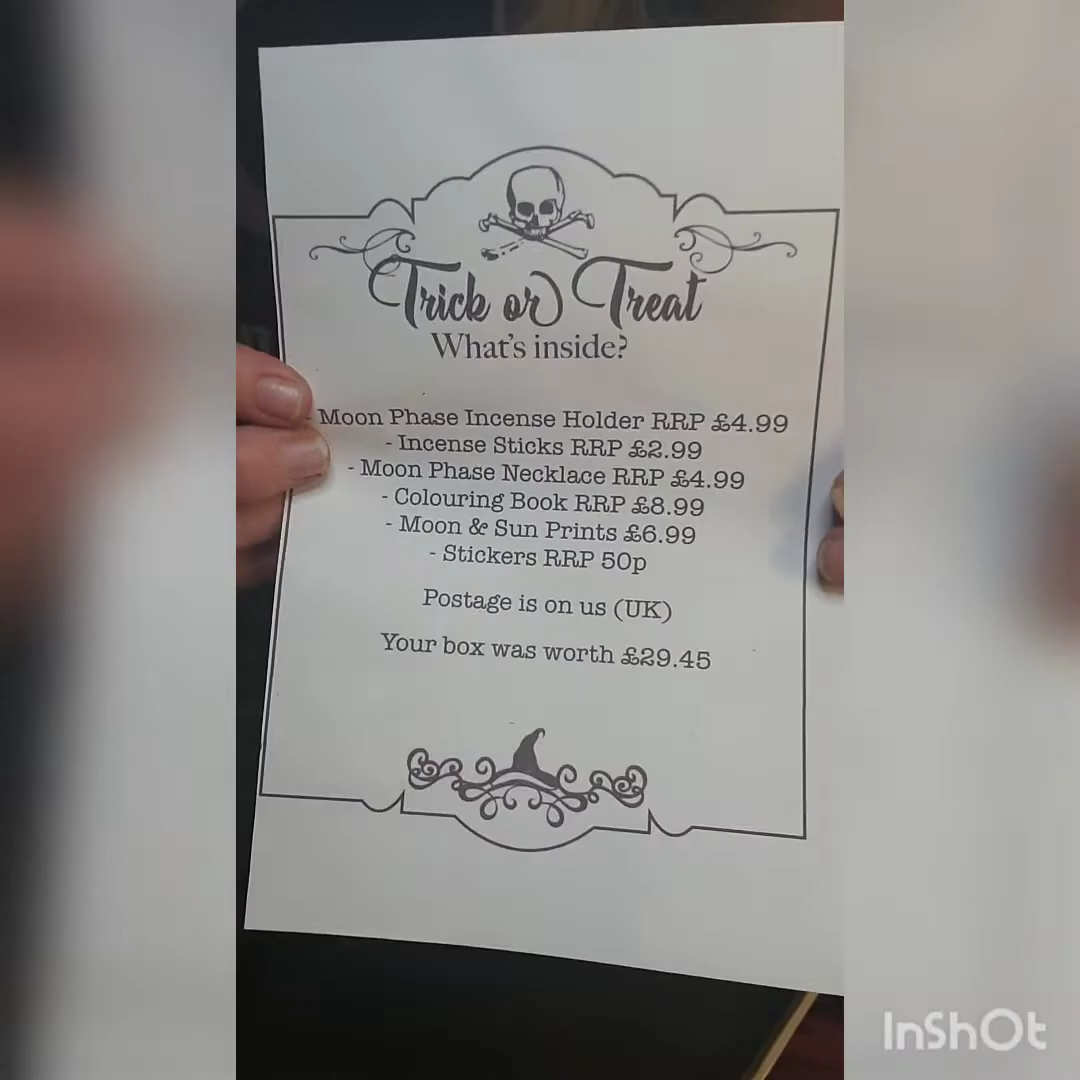 Trick or Treat
What's inside?
- Moon Phase Incense Holder RRP £4.99
- Incense Sticks RRP £2.99
- Moon Phase Necklace RRP £4.99
- Colouring Book RRP £8.99
- Moon & Sun Prints £6.99
- Stickers RRP 50p
Postage is on us (UK)
Your box was worth £29.45
InShOt